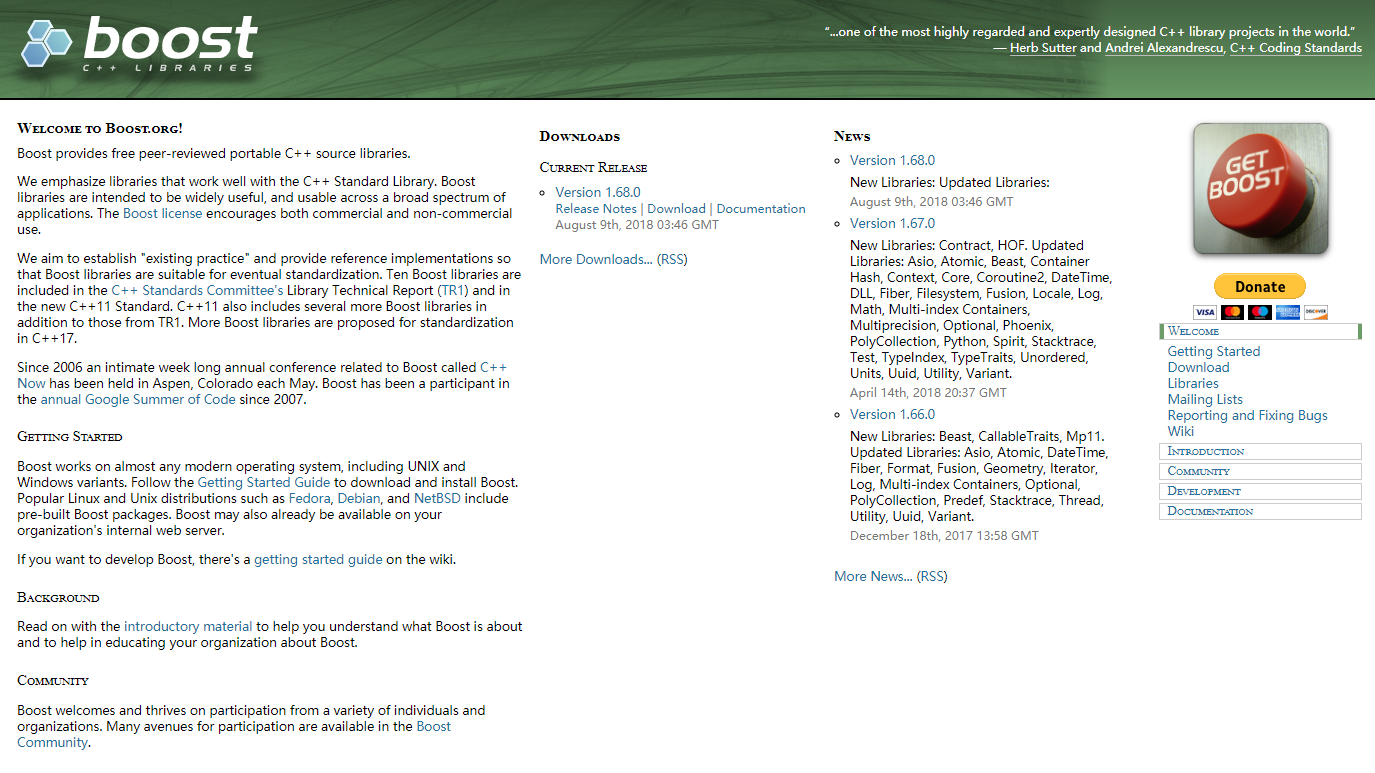 boost
C++ LIBRARIES
"...one of the most highly regarded and expertly designed C++ library projects in the world."
— Herb Sutter and Andrei Alexandrescu, C++ Coding Standards
Welcome to Boost.org!
Boost provides free peer-reviewed portable C++ source libraries.
We emphasize libraries that work well with the C++ Standard Library. Boost
libraries are intended to be widely useful, and usable across a broad spectrum of
applications. The Boost license encourages both commercial and non-commercial
use.
We aim to establish "existing practice" and provide reference implementations so
that Boost libraries are suitable for eventual standardization. Ten Boost libraries are
included in the C++ Standards Committee's Library Technical Report (TR1) and in
the new C++11 Standard. C++11 also includes several more Boost libraries in
addition to those from TR1. More Boost libraries are proposed for standardization
in C++17.
Since 2006 an intimate week long annual conference related to Boost called C++
Now has been held in Aspen, Colorado each May. Boost has been a participant in
the annual Google Summer of Code since 2007.
Getting Started
Boost works on almost any modern operating system, including UNIX and
Windows variants. Follow the Getting Started Guide to download and install Boost.
Popular Linux and Unix distributions such as Fedora, Debian, and NetBSD include
pre-built Boost packages. Boost may also already be available on your
organization's internal web server.
If you want to develop Boost, there's a getting started guide on the wiki.
Background
Read on with the introductory material to help you understand what Boost is about
and to help in educating your organization about Boost.
Community
Boost welcomes and thrives on participation from a variety of individuals and
organizations. Many avenues for participation are available in the Boost
Community.
Downloads
Current Release
Version 1.68.0
Release Notes | Download | Documentation
August 9th, 2018 03:46 GMT
More Downloads... (RSS)
News
Version 1.68.0
New Libraries: Updated Libraries:
August 9th, 2018 03:46 GMT
Version 1.67.0
New Libraries: Contract, HOF. Updated
Libraries: Asio, Atomic, Beast, Container
Hash, Context, Core, Coroutine2, DateTime,
DLL, Fiber, Filesystem, Fusion, Locale, Log,
Math, Multi-index Containers,
Multiprecision, Optional, Phoenix,
PolyCollection, Python, Spirit, Stacktrace,
Test, TypeIndex, TypeTraits, Unordered,
Units, Uuid, Utility, Variant.
April 14th, 2018 20:37 GMT
Version 1.66.0
New Libraries: Beast, CallableTraits, Mp11.
Updated Libraries: Asio, Atomic, DateTime,
Fiber, Format, Fusion, Geometry, Iterator,
Log, Multi-index Containers, Optional,
PolyCollection, Predef, Stacktrace, Thread,
Utility, Uuid, Variant.
December 18th, 2017 13:58 GMT
More News... (RSS)
GET
BOOST
Donate
VISA
DISCOVER
Welcome
Getting Started
Download
Libraries
Mailing Lists
Reporting and Fixing Bugs
Wiki
Introduction
Community
Development
Documentation